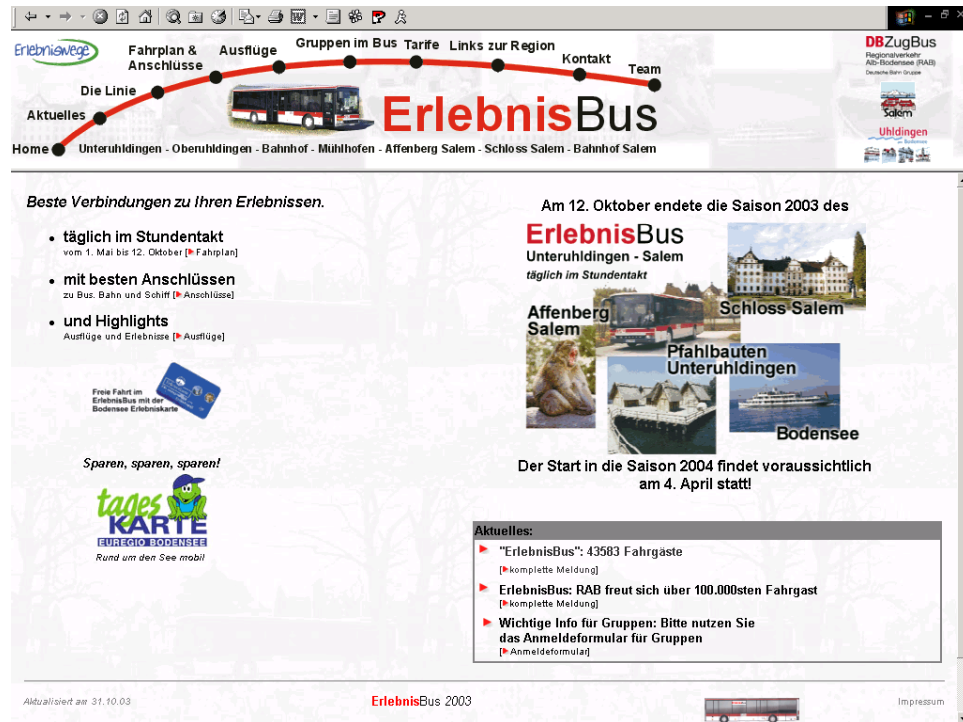 Erlebniswege
Fahrplan &
Anschlüsse
Ausflüge
Gruppen im Bus
Tarife
Links zur Region
Kontakt
Team
Die Linie
Aktuelles
Home
ErlebnisBus
Unteruhldingen - Oberuhldingen - Bahnhof - Mühlhofen - Affenberg Salem - Schloss Salem - Bahnhof Salem
DBZugBus
Regionalverkehr
Alb-Bodensee (RAB)
Deutsche Bahn Gruppe
Salem
Uhldingen
Beste Verbindungen zu Ihren Erlebnissen.
• täglich im Stundentakt
vom 1. Mai bis 12. Oktober [Fahrplan]
• mit besten Anschlüssen
zu Bus. Bahn und Schiff [Anschlüsse]
• und Highlights
Ausflüge und Erlebnisse [Ausflüge]
Freie Fahrt im
ErlebnisBus mit der
Bodensee Erlebniskarte
Sparen, sparen, sparen!
tages
KARTE
EUREGIO BODENSEE
Rund um den See mobil
Am 12. Oktober endete die Saison 2003 des
ErlebnisBus
Unteruhldingen - Salem
täglich im Stundentakt
Affenberg
Salem
Schloss Salem
Pfahlbauten
Unteruhldingen
Bodensee
Der Start in die Saison 2004 findet voraussichtlich
am 4. April statt!
Aktuelles:
"ErlebnisBus": 43583 Fahrgäste
[komplette Meldung]
ErlebnisBus: RAB freut sich über 100.000sten Fahrgast
[komplette Meldung]
Wichtige Info für Gruppen: Bitte nutzen Sie
das Anmeldeformular für Gruppen
[Anmeldeformular]
Aktualisiert am 31.10.03
ErlebnisBus 2003
Impressum